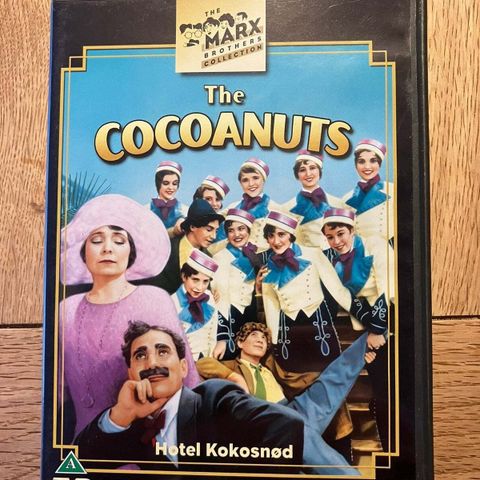 THE
MARX
BROTHERS
COLLECTION
The
COCOANUTS
Hotel Kokosnød
A